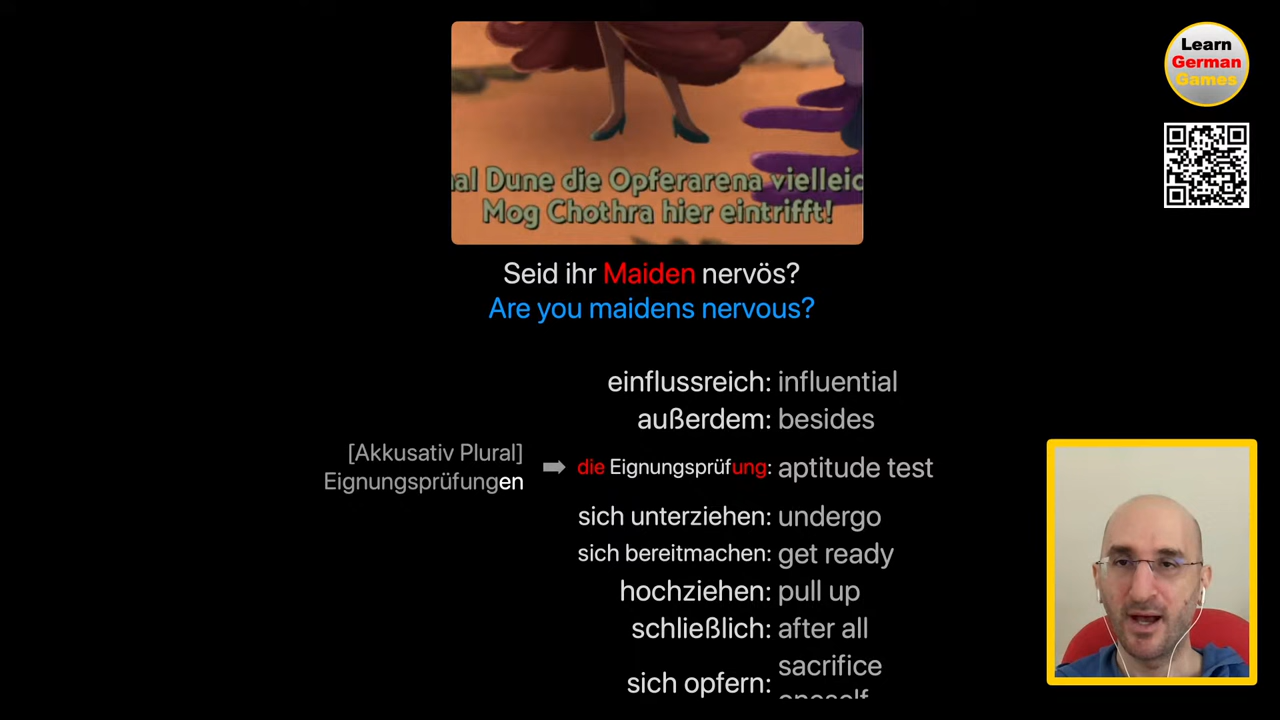 Learn
German
Games
Dune die Opferarena
Mog Chothra hier eintrifft!
Seid ihr Maiden nervös?
Are you maidens nervous?
einflussreich: influential
außerdem: besides
[Akkusativ Plural]
Eignungsprüfungen ➡ die Eignungsprüfung: aptitude test
sich unterziehen: undergo
sich bereitmachen: get ready
hochziehen: pull up
schließlich: after all
sich opfern: sacrifice
oneself